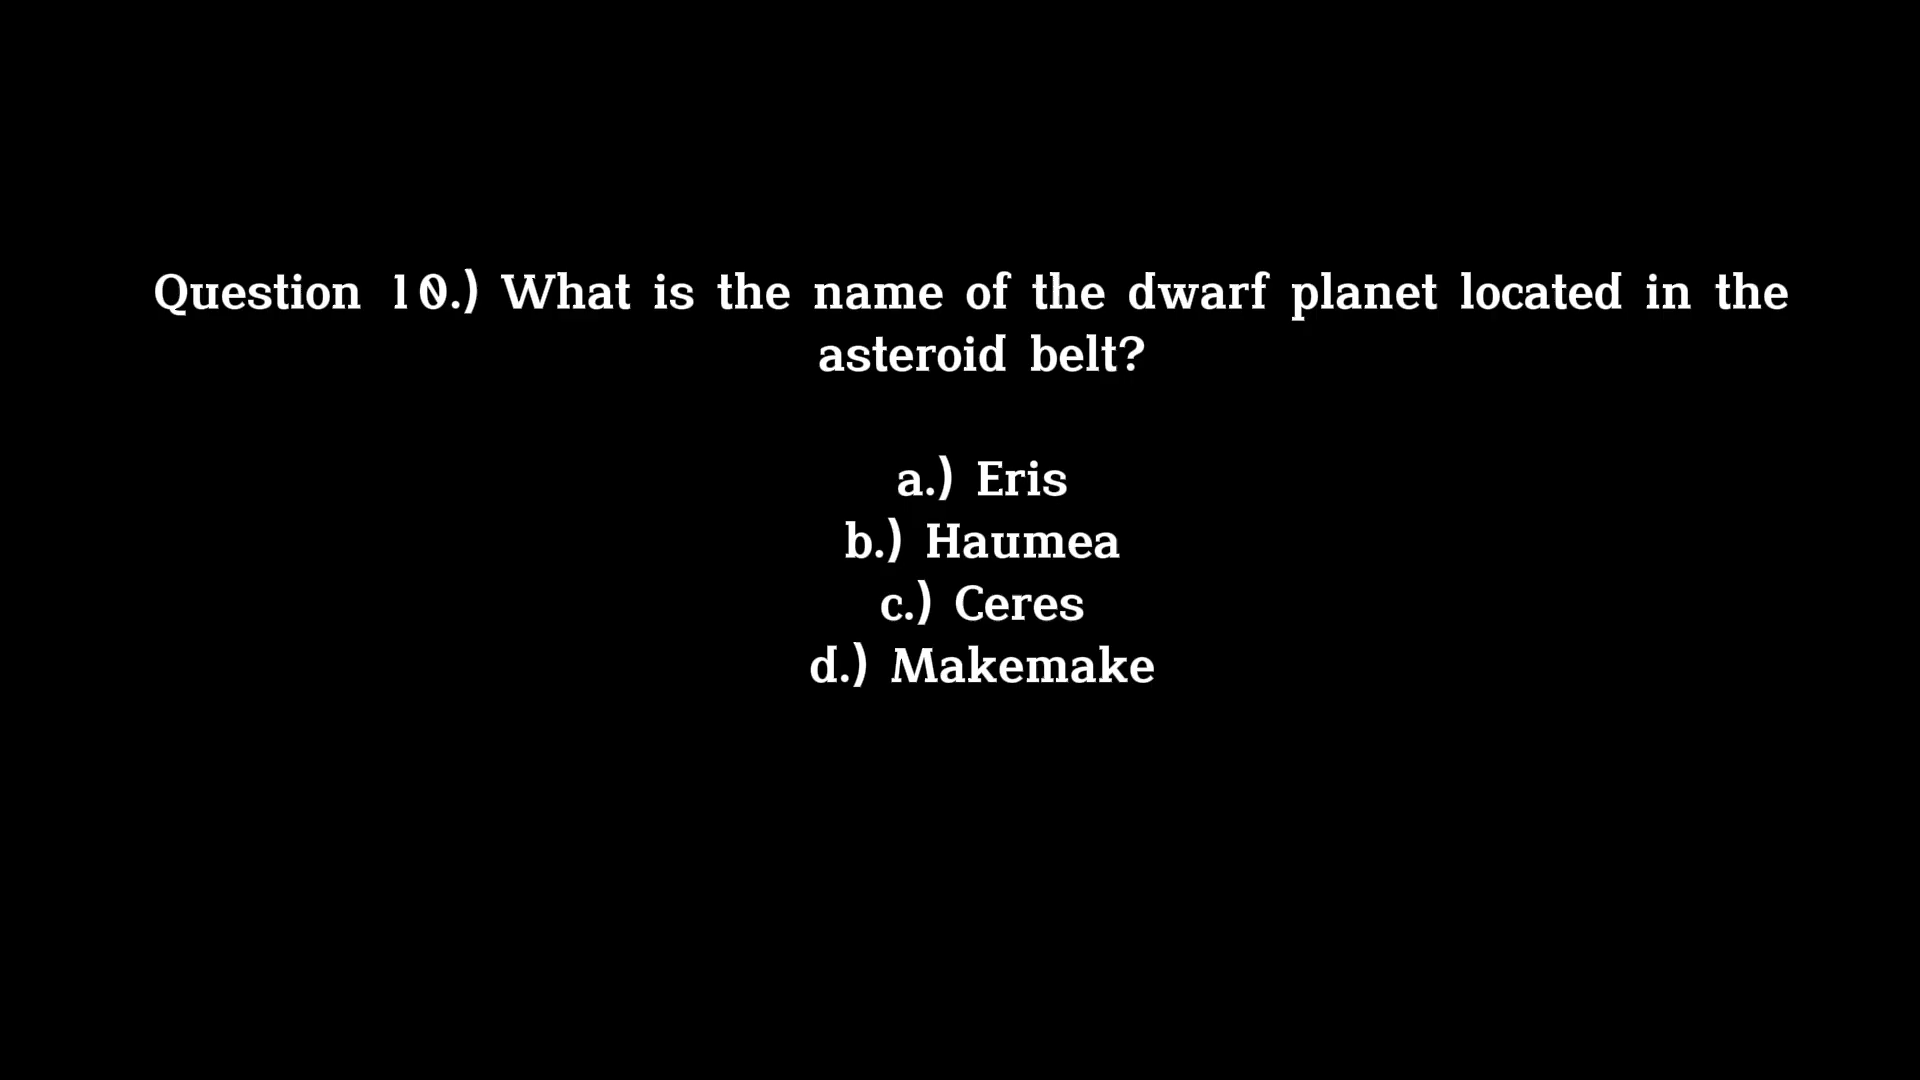 Question 10.) What is the name of the dwarf planet located in the
asteroid belt?
a.) Eris
b.) Haumea
c.) Ceres
d.) Makemake